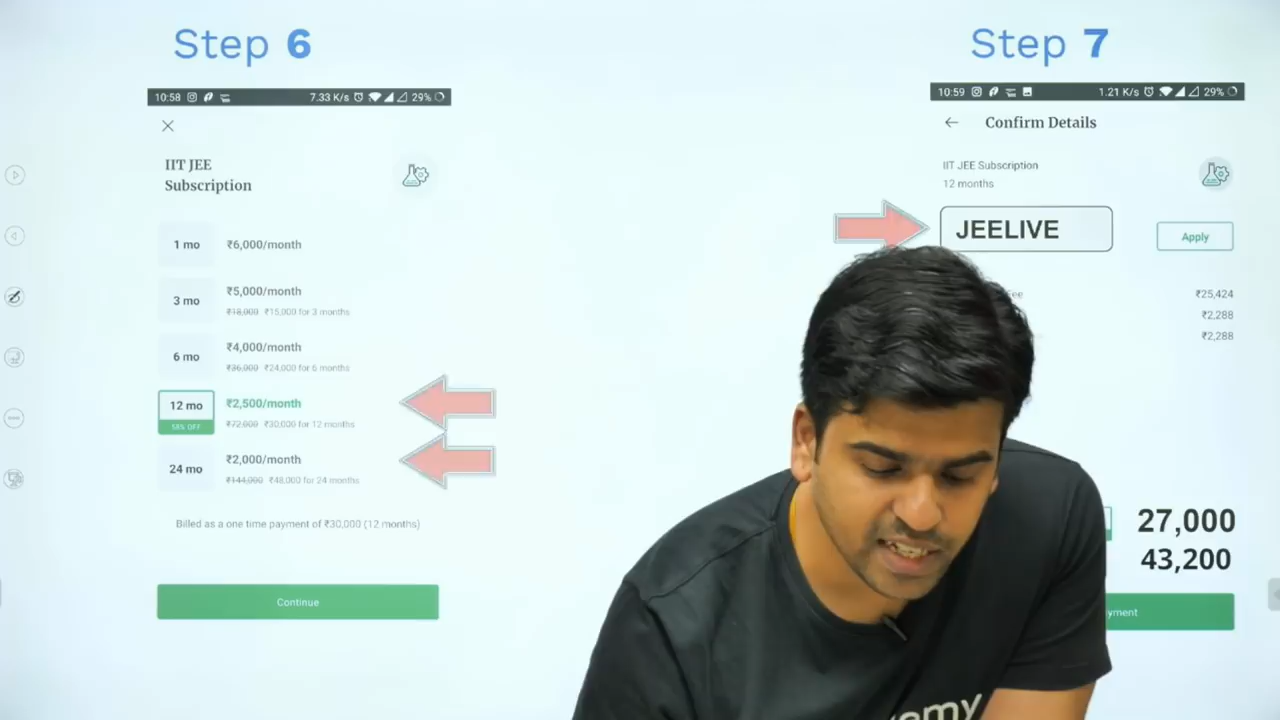 Step 6
10:58
7.33 K/s
29%
IIT JEE
Subscription
1 mo
₹6,000/month
3 mo
₹5,000/month
₹18,000 ₹15,000 for 3 months
6 mo
₹4,000/month
₹36,000 ₹24,000 for 6 months
12 mo
58% OFF
₹2,500/month
₹72,000 ₹30,000 for 12 months
24 mo
₹2,000/month
₹144,000 ₹48,000 for 24 months
Billed as a one time payment of ₹30,000 (12 months)
Continue
Step 7
10:59
1.21 K/s
29%
Confirm Details
IIT JEE Subscription
12 months
JEELIVE
Apply
₹25,424
₹2,288
₹2,288
27,000
43,200